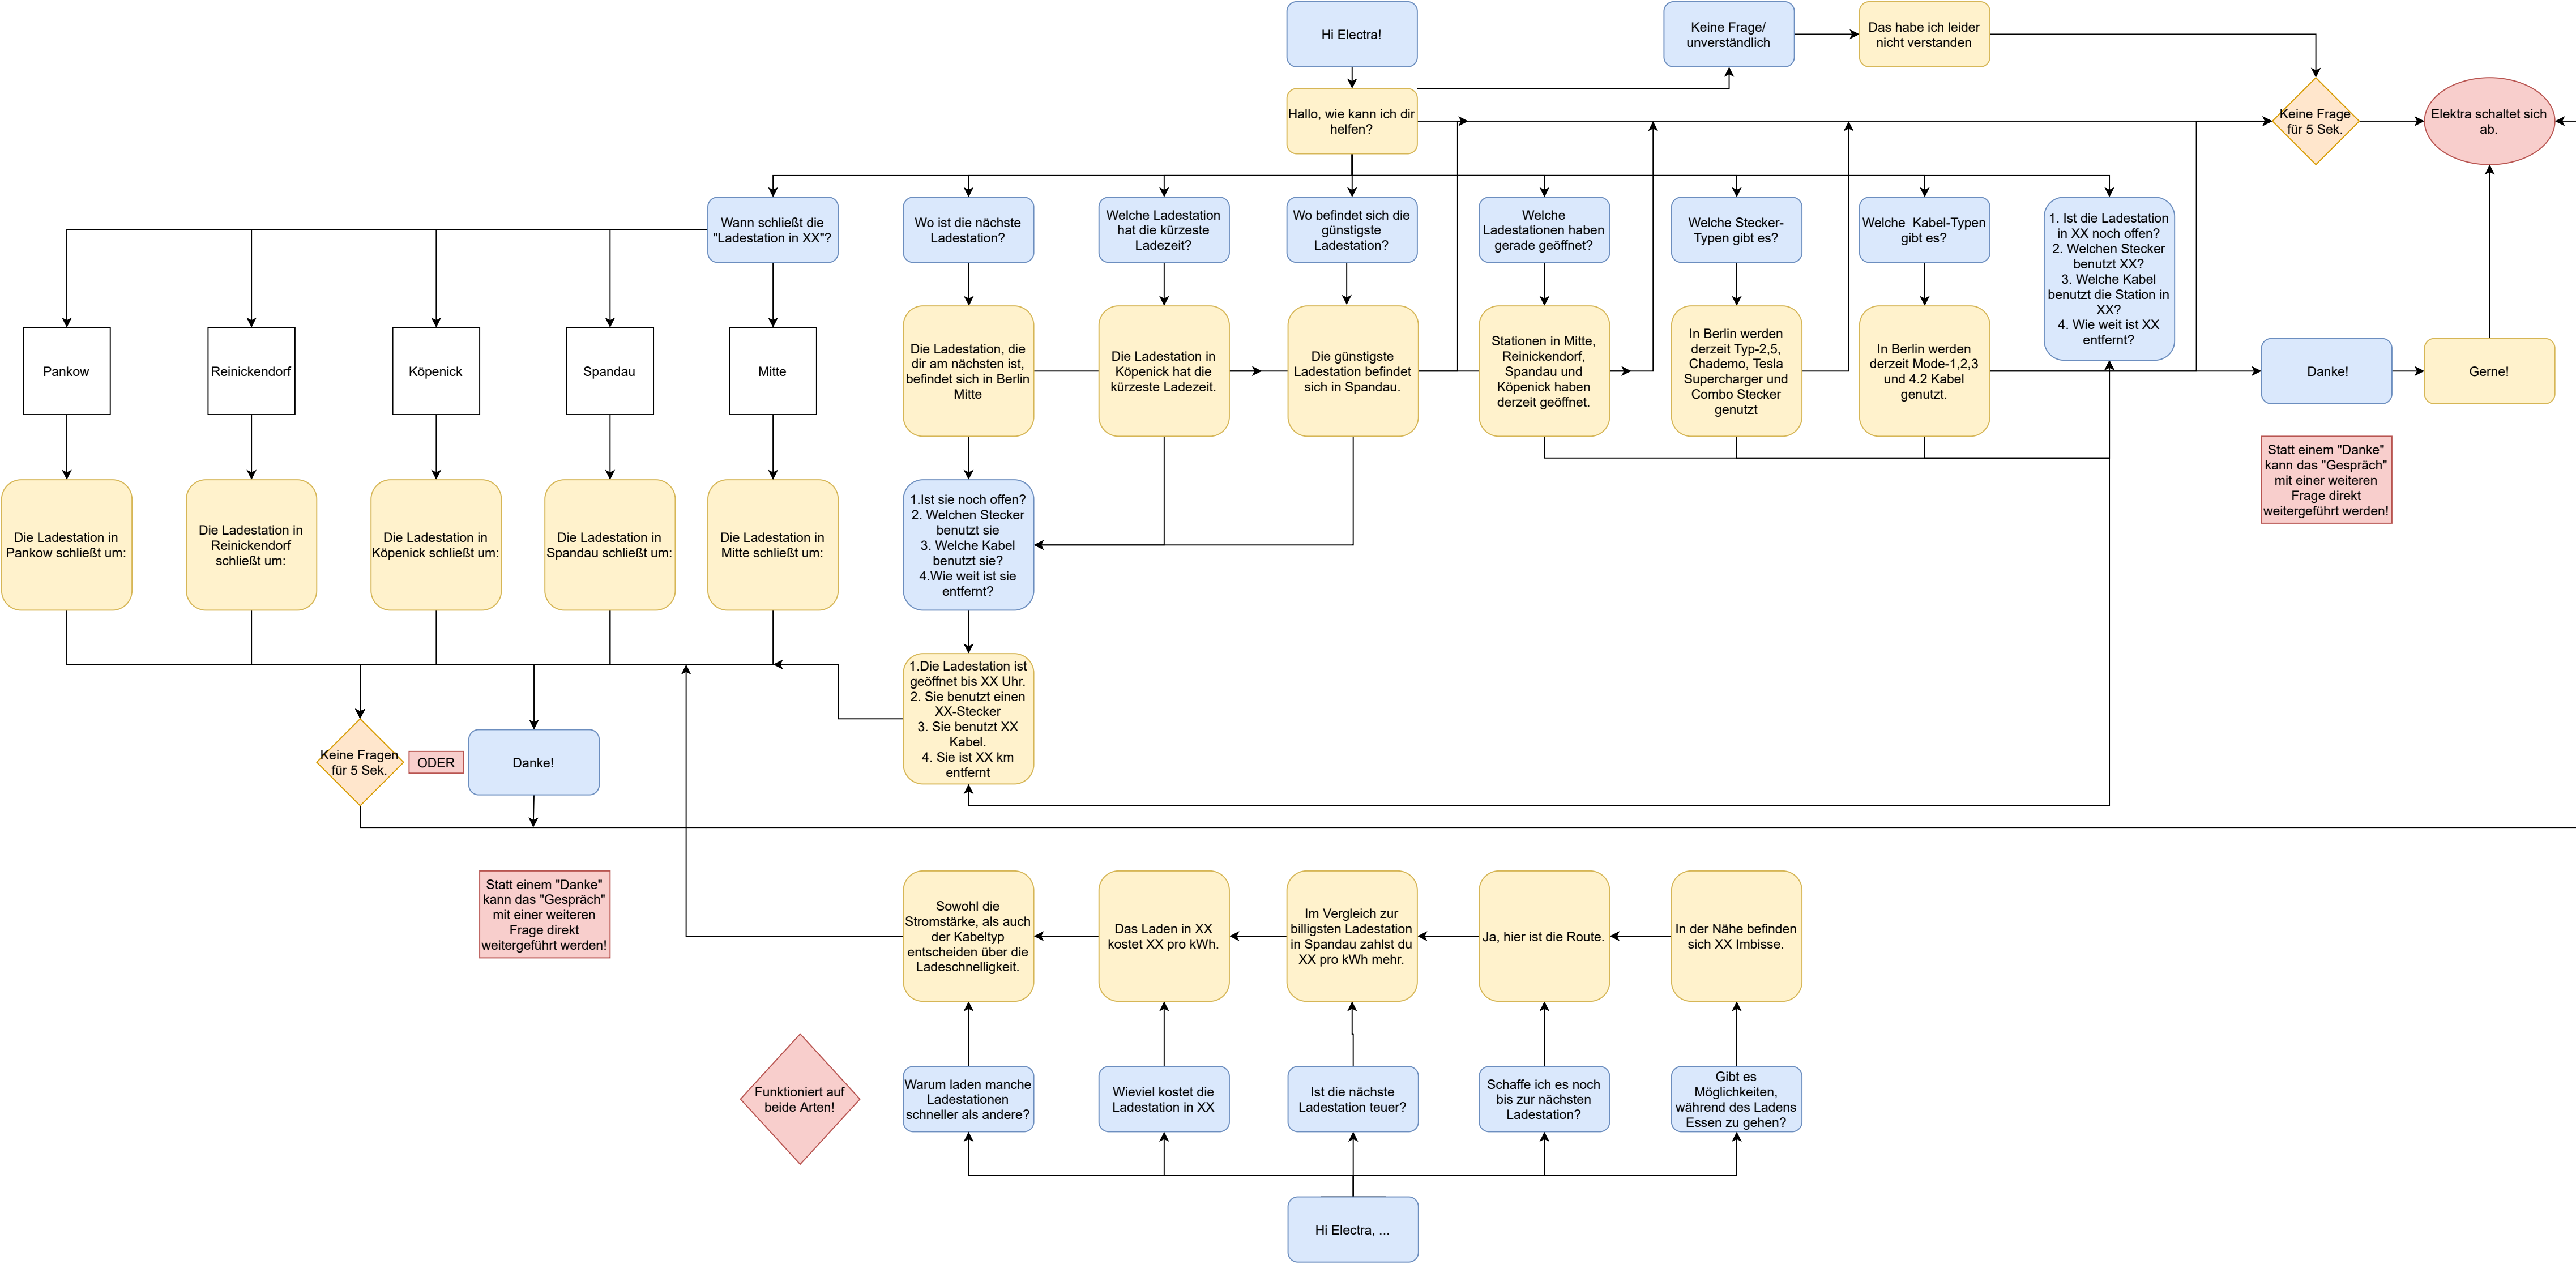 Hi Electra!
Keine Frage/
unverständlich
Das habe ich leider
nicht verstanden
Hallo, wie kann ich dir
helfen?
Keine Frage
für 5 Sek.
Elektra schaltet sich
ab.
Wann schließt die
"Ladestation in XX"?
Wo ist die nächste
Ladestation?
Welche Ladestation
hat die kürzeste
Ladezeit?
Wo befindet sich die
günstigste
Ladestation?
Welche
Ladestationen haben
gerade geöffnet?
Welche Stecker-
Typen gibt es?
Welche  Kabel-Typen
gibt es?
1. Ist die Ladestation
in XX noch offen?
2. Welchen Stecker
benutzt XX?
3. Welche Kabel
benutzt die Station in
XX?
4. Wie weit ist XX
entfernt?
Pankow
Reinickendorf
Köpenick
Spandau
Mitte
Die Ladestation, die
dir am nächsten ist,
befindet sich in Berlin
Mitte
Die Ladestation in
Köpenick hat die
kürzeste Ladezeit.
Die günstigste
Ladestation befindet
sich in Spandau.
Stationen in Mitte,
Reinickendorf,
Spandau und
Köpenick haben
derzeit geöffnet.
In Berlin werden
derzeit Typ-2,5,
Chademo, Tesla
Supercharger und
Combo Stecker
genutzt
In Berlin werden
derzeit Mode-1,2,3
und 4.2 Kabel
genutzt.
Danke!
Gerne!
Statt einem "Danke"
kann das "Gespräch"
mit einer weiteren
Frage direkt
weitergeführt werden!
Die Ladestation in
Pankow schließt um:
Die Ladestation in
Reinickendorf
schließt um:
Die Ladestation in
Köpenick schließt um:
Die Ladestation in
Spandau schließt um:
Die Ladestation in
Mitte schließt um:
1.Ist sie noch offen?
2. Welchen Stecker
benutzt sie
3. Welche Kabel
benutzt sie?
4.Wie weit ist sie
entfernt?
1.Die Ladestation ist
geöffnet bis XX Uhr.
2. Sie benutzt einen
XX-Stecker
3. Sie benutzt XX
Kabel.
4. Sie ist XX km
entfernt
Keine Fragen
für 5 Sek.
ODER
Danke!
Statt einem "Danke"
kann das "Gespräch"
mit einer weiteren
Frage direkt
weitergeführt werden!
Sowohl die
Stromstärke, als auch
der Kabeltyp
entscheiden über die
Ladeschnelligkeit.
Das Laden in XX
kostet XX pro kWh.
Im Vergleich zur
billigsten Ladestation
in Spandau zahlst du
XX pro kWh mehr.
Ja, hier ist die Route.
In der Nähe befinden
sich XX Imbisse.
Funktioniert auf
beide Arten!
Warum laden manche
Ladestationen
schneller als andere?
Wieviel kostet die
Ladestation in XX
Ist die nächste
Ladestation teuer?
Schaffe ich es noch
bis zur nächsten
Ladestation?
Gibt es
Möglichkeiten,
während des Ladens
Essen zu gehen?
Hi Electra, ...